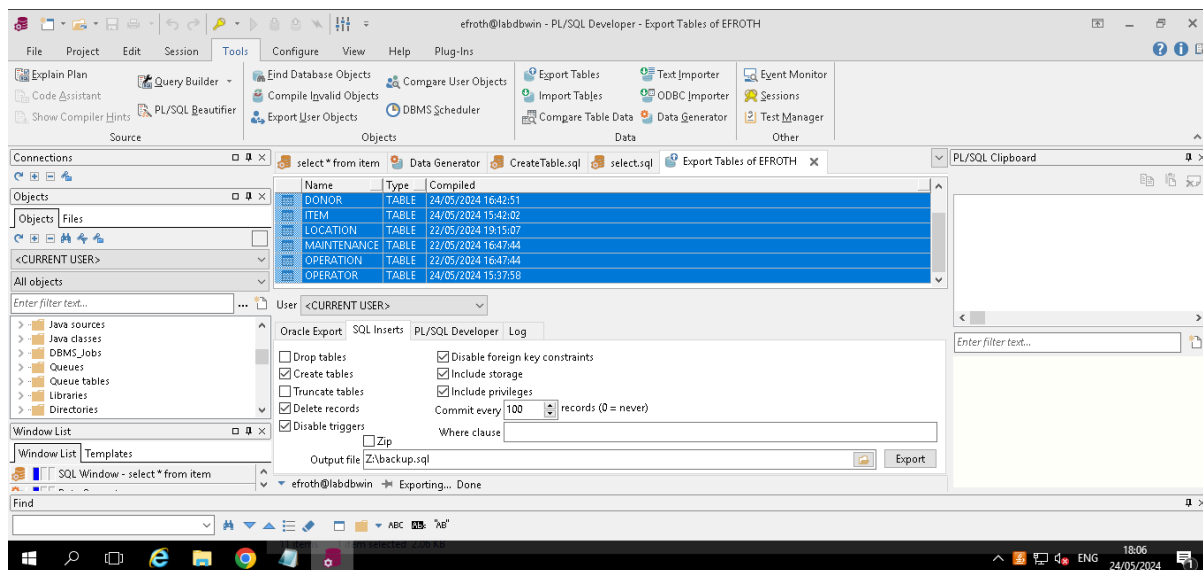 efroth@labdbwin - PL/SQL Developer - Export Tables of EFROTH
File Project Edit Session Tools Configure View Help Plug-Ins
Explain Plan
Code Assistant
Show Compiler Hints
Query Builder
PL/SQL Beautifier
Source
Find Database Objects
Compile Invalid Objects
Export User Objects
Compare User Objects
DBMS Scheduler
Objects
Export Tables
Import Tables
Compare Table Data
Text Importer
ODBC Importer
Data Generator
Data
Event Monitor
Sessions
Test Manager
Other
Connections
Objects
Objects Files
<CURRENT USER>
All objects
Enter filter text...
...
Java sources
Java classes
DBMS_Jobs
Queues
Queue tables
Libraries
Directories
Window List
Window List Templates
SQL Window - select * from item
select * from item Data Generator CreateTable.sql select.sql Export Tables of EFROTH X
Name Type Compiled
DONOR TABLE 24/05/2024 16:42:51
ITEM TABLE 24/05/2024 15:42:02
LOCATION TABLE 22/05/2024 19:15:07
MAINTENANCE TABLE 22/05/2024 16:47:44
OPERATION TABLE 22/05/2024 16:47:44
OPERATOR TABLE 24/05/2024 15:37:58
User <CURRENT USER>
Oracle Export SQL Inserts PL/SQL Developer Log
Drop tables
Create tables
Truncate tables
Delete records
Disable triggers
Zip
Disable foreign key constraints
Include storage
Include privileges
Commit every 100 records (0 = never)
Where clause
Output file Z:\backup.sql Export
efroth@labdbwin Exporting... Done
PL/SQL Clipboard
Enter filter text...
Find
ABC AB "AB"
item selected 2.06 KB
ENG
18:06
24/05/2024